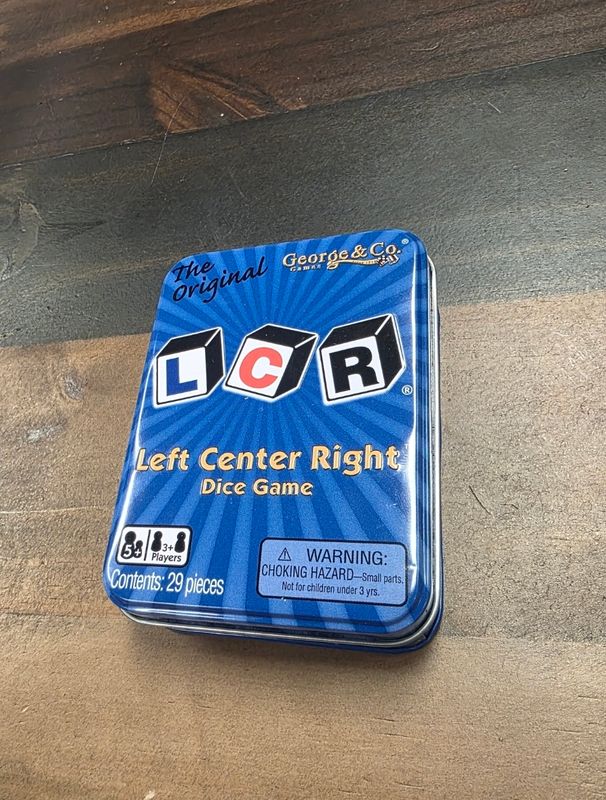 The
Original
George & Co.®
Games
L C R®
Left Center Right
Dice Game
5+
3+
Players
Contents: 29 pieces
WARNING:
CHOKING HAZARD—Small parts.
Not for children under 3 yrs.